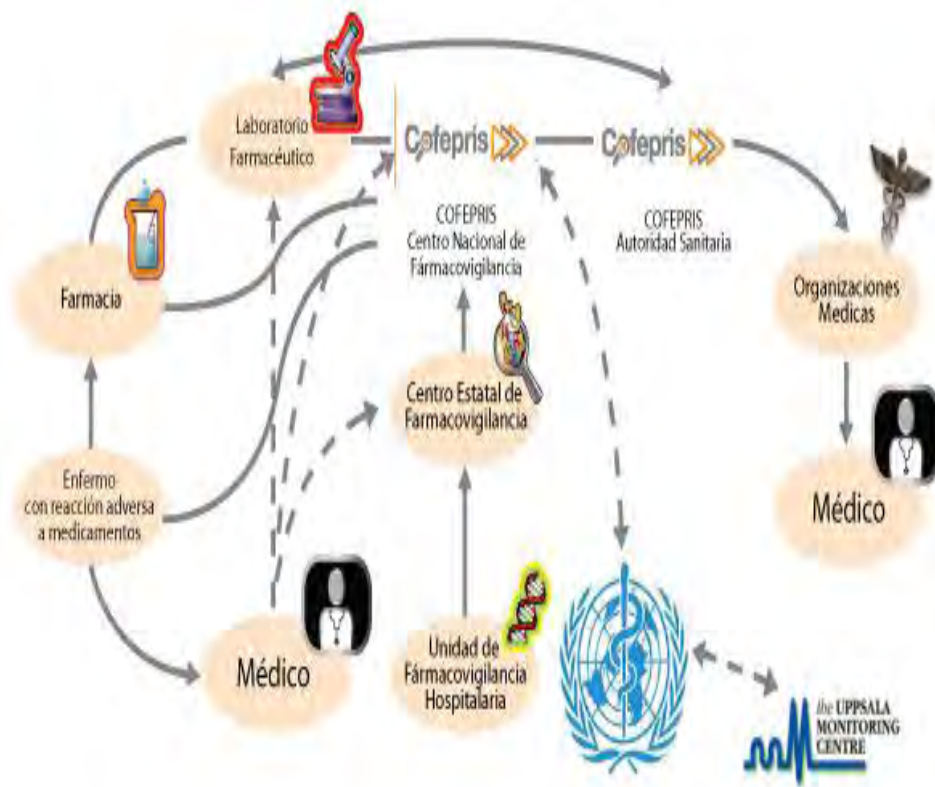 Laboratorio
Farmacéutico
Cofepris
Cofepris
COFEPRIS
Centro Nacional de
Fármacovigilancia
COFEPRIS
Autoridad Sanitaria
Farmacia
Organizaciones
Medicas
Centro Estatal de
Farmacovigilancia
Enfermo
con reacción adversa
a medicamentos
Médico
Médico
Unidad de
Fármacovigilancia
Hospitalaria
the UPPSALA
MONITORING
CENTRE